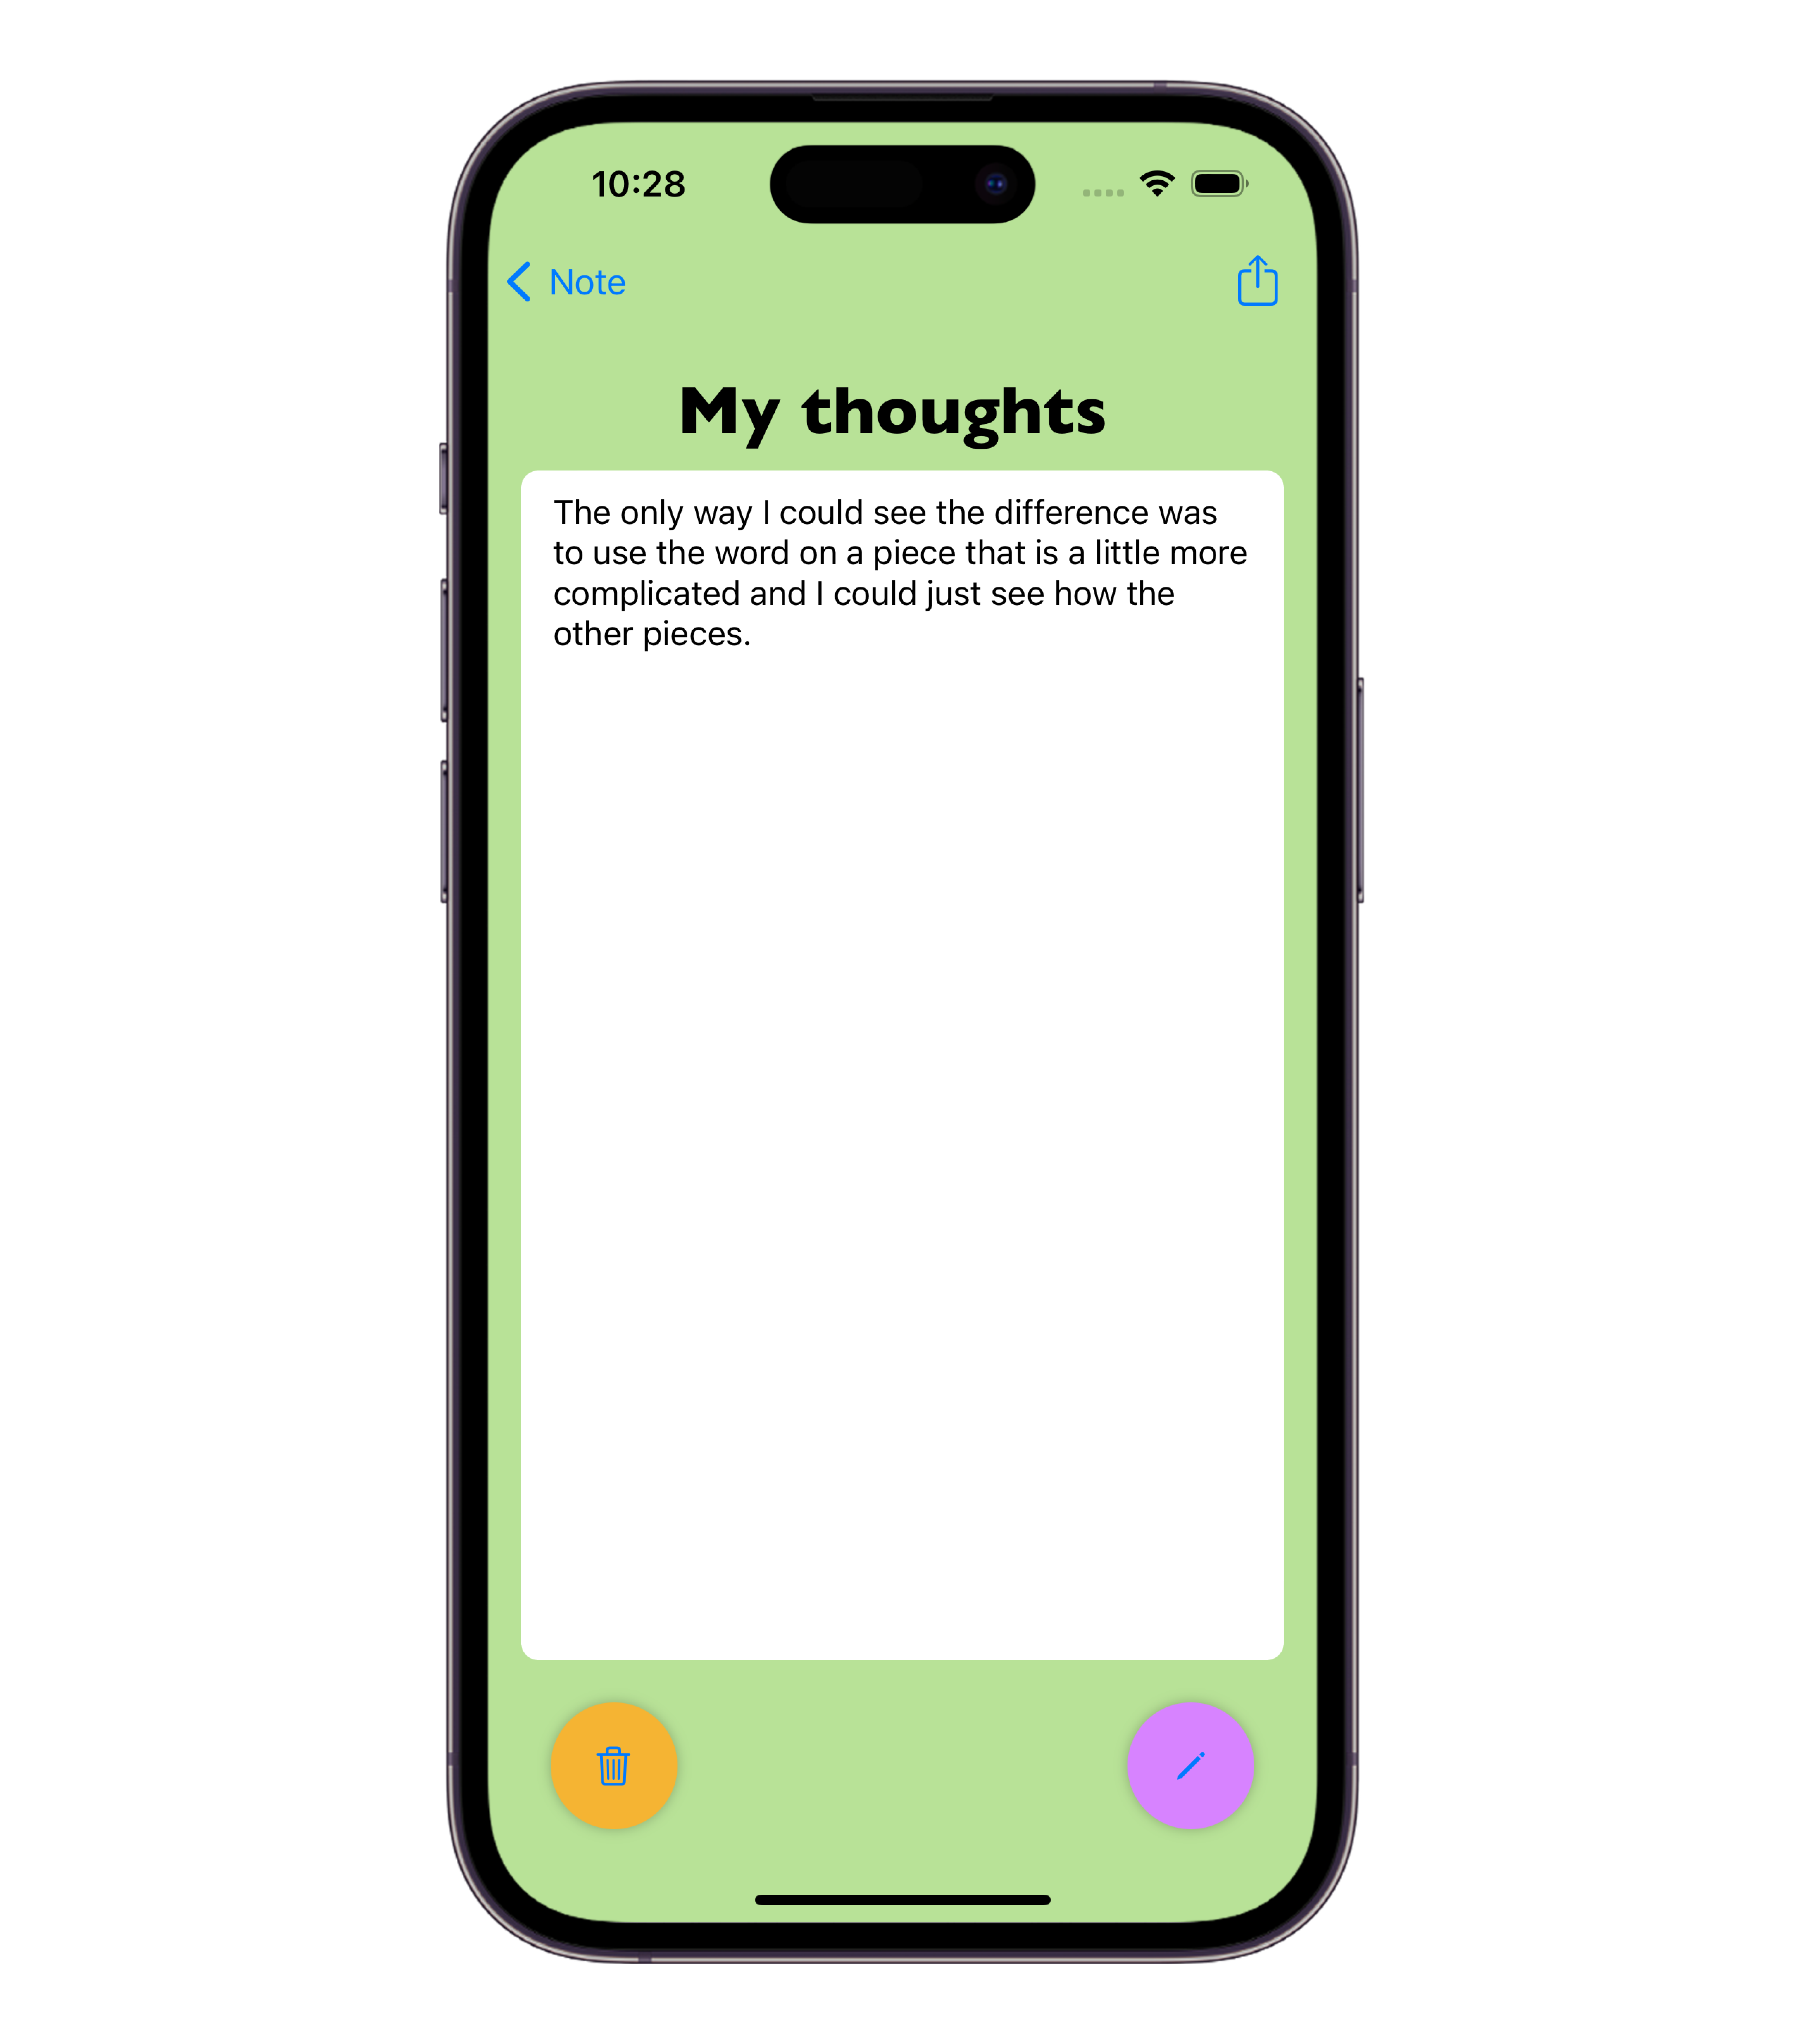 10:28
Note
My thoughts
The only way I could see the difference was
to use the word on a piece that is a little more
complicated and I could just see how the
other pieces.